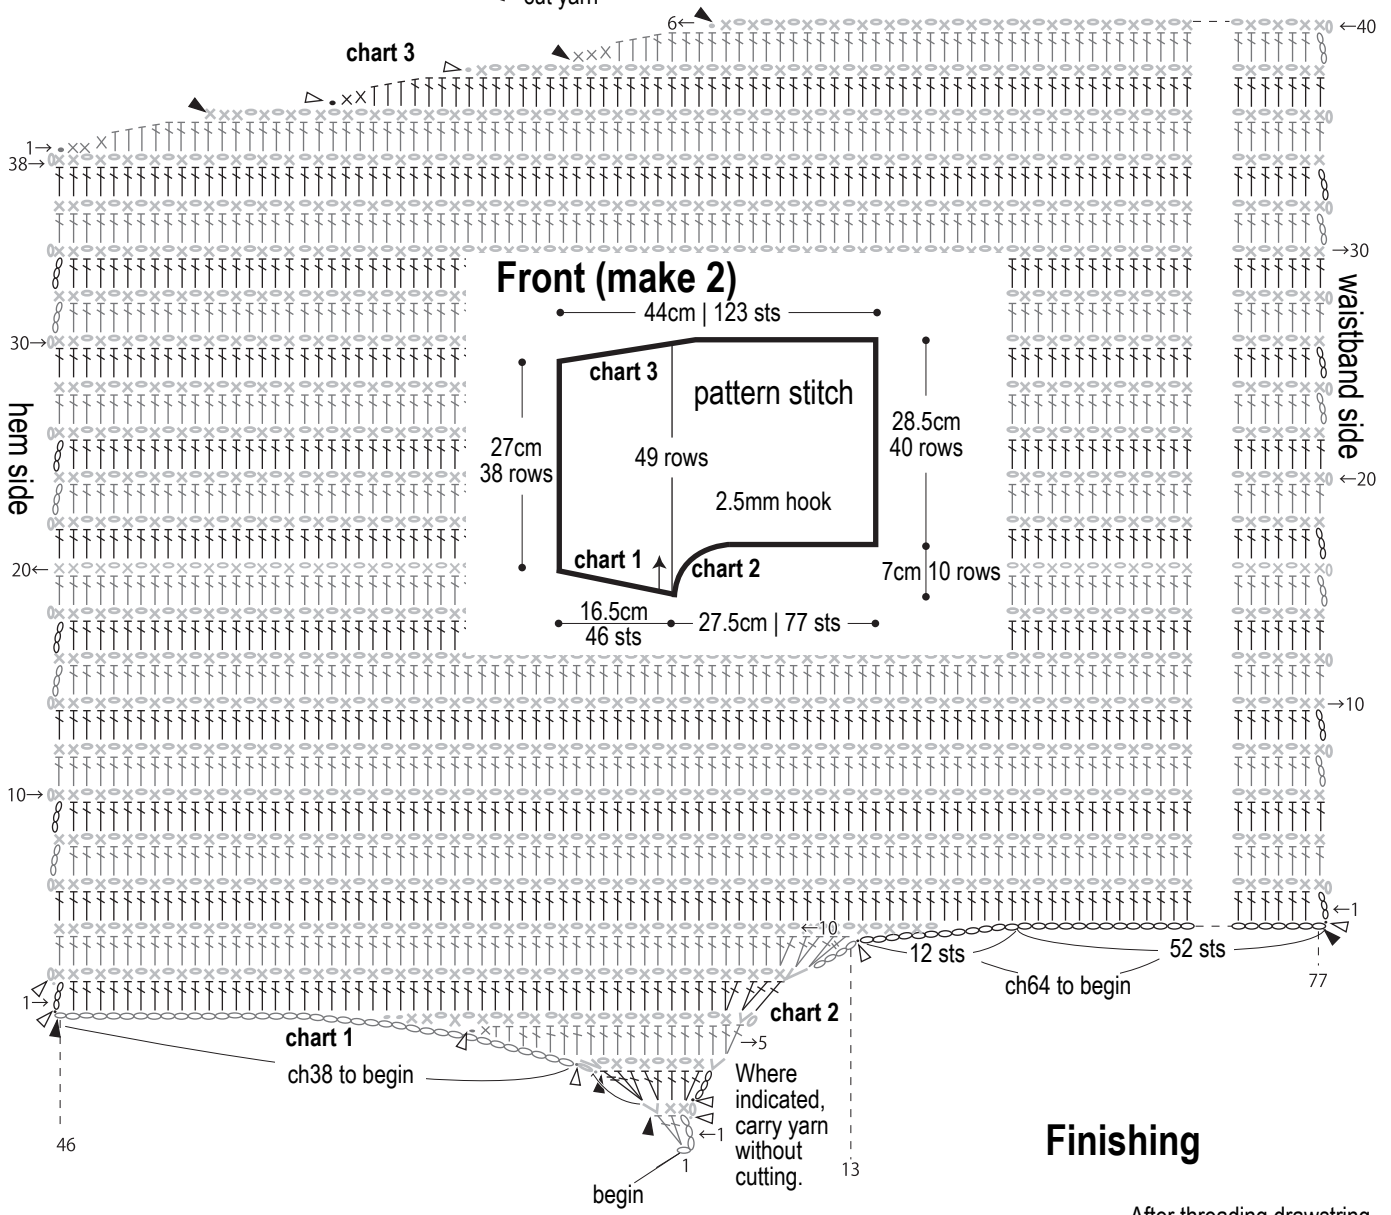 cut yarn
6←
←40
chart 3
1→
38→
→30
Front (make 2)
44cm | 123 sts
30→
chart 3
pattern stitch
waistband side
hem side
28.5cm
40 rows
27cm
38 rows
49 rows
←20
2.5mm hook
20←
chart 1
chart 2
7cm 10 rows
16.5cm
46 sts
27.5cm | 77 sts
→10
10→
←1
←10
12 sts
52 sts
ch64 to begin
77
1→
chart 2
chart 1
→5
ch38 to begin
Where
indicated,
carry yarn
without
cutting.
←1
46
1
13
begin
Finishing
After threading drawstring